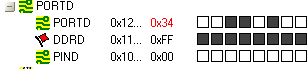 PORTD
PORTD 0x12... 0x34
DDRD 0x11... 0xFF
PIND 0x10... 0x00